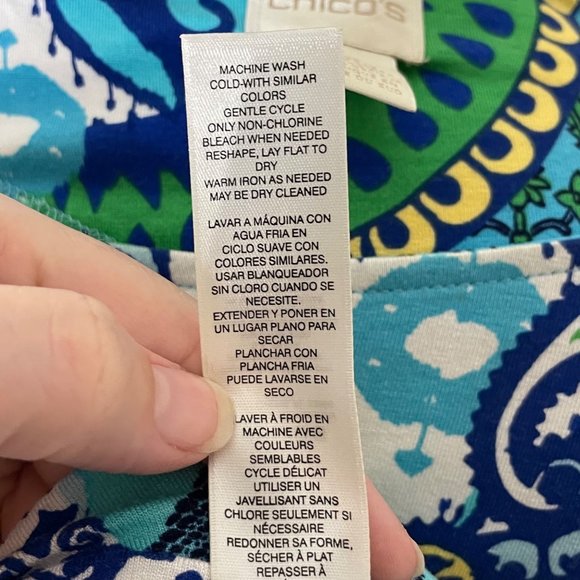 CHICO'S
MACHINE WASH
COLD-WITH SIMILAR
COLORS
GENTLE CYCLE
ONLY NON-CHLORINE
BLEACH WHEN NEEDED
RESHAPE, LAY FLAT TO
DRY
WARM IRON AS NEEDED
MAY BE DRY CLEANED
LAVAR A MÁQUINA CON
AGUA FRIA EN
CICLO SUAVE CON
COLORES SIMILARES.
USAR BLANQUEADOR
SIN CLORO CUANDO SE
NECESITE.
EXTENDER Y PONER EN
UN LUGAR PLANO PARA
SECAR
PLANCHAR CON
PLANCHA FRIA
PUEDE LAVARSE EN
SECO
LAVER À FROID EN
MACHINE AVEC
COULEURS
SEMBLABLES
CYCLE DÉLICAT
UTILISER UN
JAVELLISANT SANS
CHLORE SEULEMENT SI
NÉCESSAIRE
REDONNER SA FORME,
SÉCHER À PLAT
REPASSER À